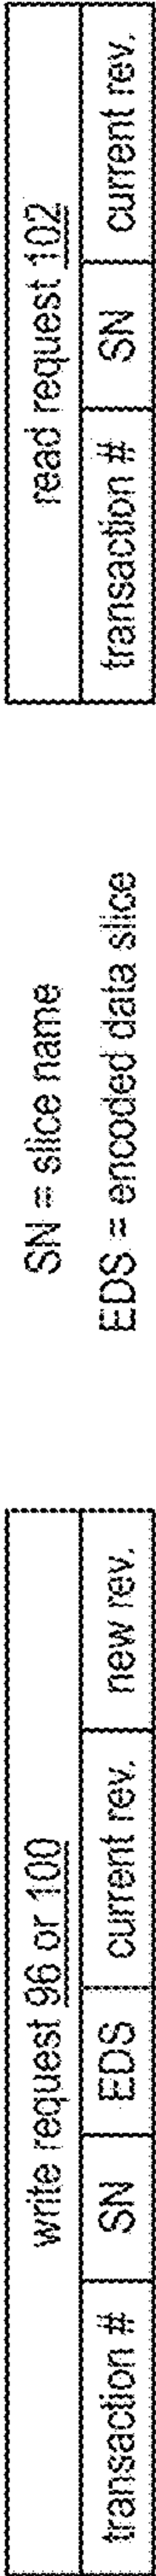 write request 96 or 100
transaction # SN EDS current rev. new rev.
SN = slice name
EDS = encoded data slice
read request 102
transaction # SN current rev.